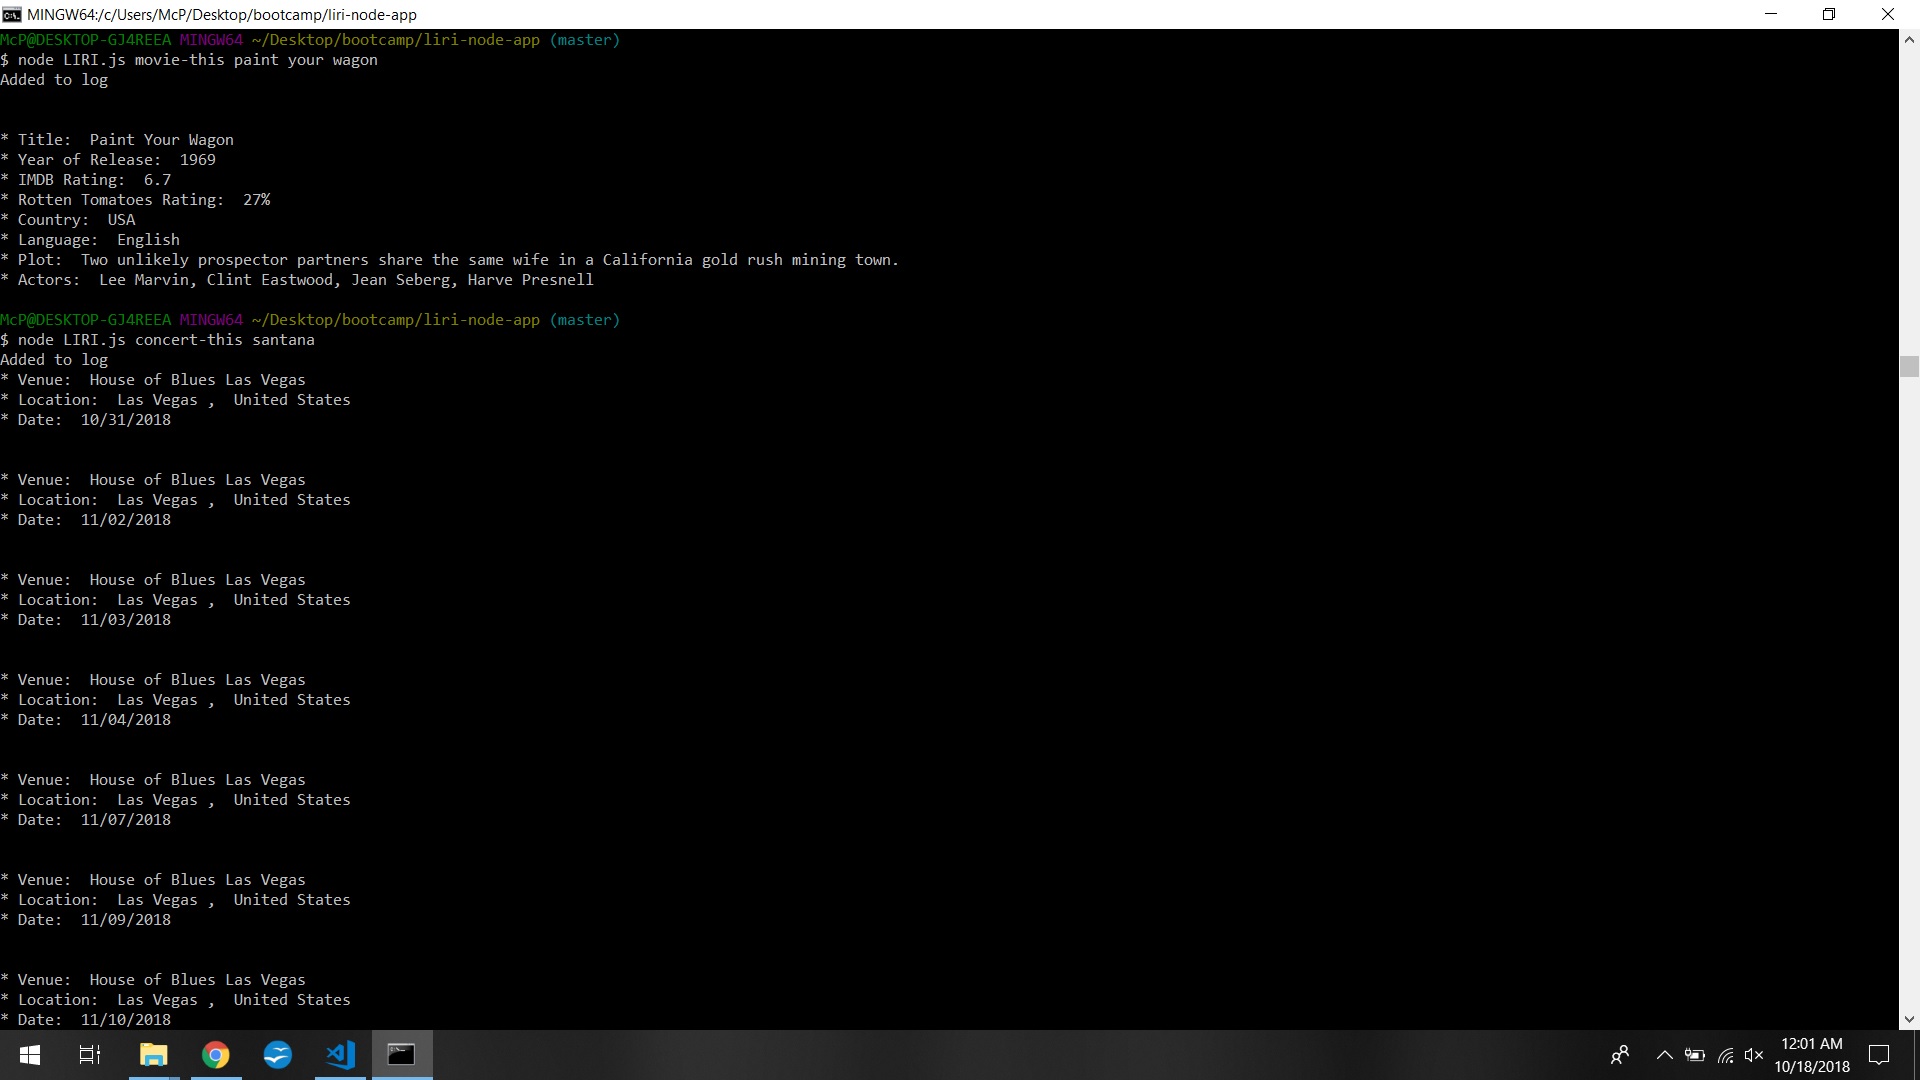 MINGW64:/c/Users/McP/Desktop/bootcamp/liri-node-app
McP@DESKTOP-GJ4REEA MINGW64 ~/Desktop/bootcamp/liri-node-app (master)
$ node LIRI.js movie-this paint your wagon
Added to log
* Title:  Paint Your Wagon
* Year of Release:  1969
* IMDB Rating:  6.7
* Rotten Tomatoes Rating:  27%
* Country:  USA
* Language:  English
* Plot:  Two unlikely prospector partners share the same wife in a California gold rush mining town.
* Actors:  Lee Marvin, Clint Eastwood, Jean Seberg, Harve Presnell
McP@DESKTOP-GJ4REEA MINGW64 ~/Desktop/bootcamp/liri-node-app (master)
$ node LIRI.js concert-this santana
Added to log
* Venue:  House of Blues Las Vegas
* Location:  Las Vegas ,  United States
* Date:  10/31/2018
* Venue:  House of Blues Las Vegas
* Location:  Las Vegas ,  United States
* Date:  11/02/2018
* Venue:  House of Blues Las Vegas
* Location:  Las Vegas ,  United States
* Date:  11/03/2018
* Venue:  House of Blues Las Vegas
* Location:  Las Vegas ,  United States
* Date:  11/04/2018
* Venue:  House of Blues Las Vegas
* Location:  Las Vegas ,  United States
* Date:  11/07/2018
* Venue:  House of Blues Las Vegas
* Location:  Las Vegas ,  United States
* Date:  11/09/2018
* Venue:  House of Blues Las Vegas
* Location:  Las Vegas ,  United States
* Date:  11/10/2018
12:01 AM
10/18/2018